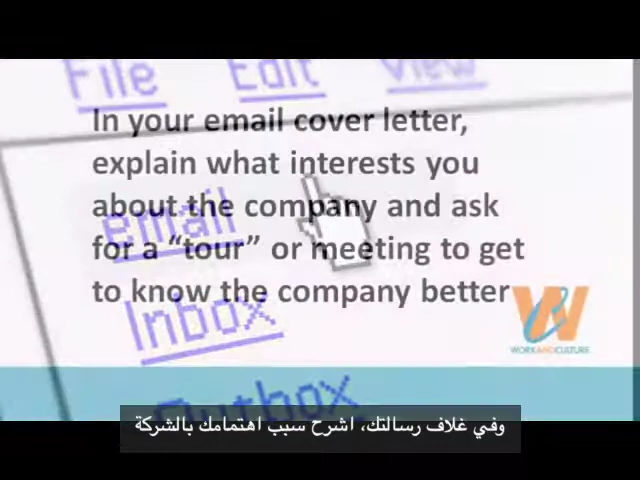 File Edit View
In your email cover letter,
explain what interests you
about the company and ask
for a “tour” or meeting to get
to know the company better
email
Inbox
Outbox
WORKANDCULTURE
وفي غلاف رسالتك، اشرح سبب اهتمامك بالشركة